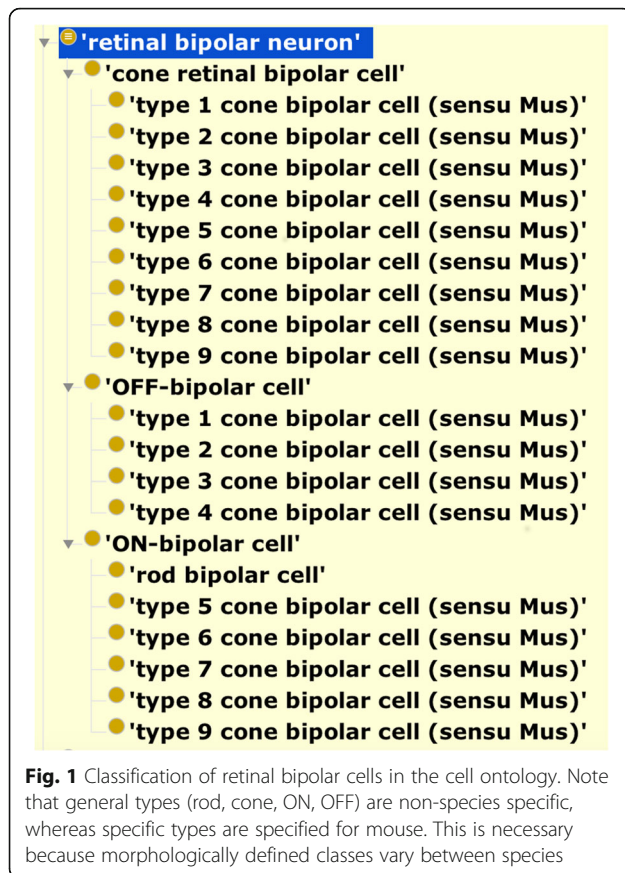 'retinal bipolar neuron'
'cone retinal bipolar cell'
'type 1 cone bipolar cell (sensu Mus)'
'type 2 cone bipolar cell (sensu Mus)'
'type 3 cone bipolar cell (sensu Mus)'
'type 4 cone bipolar cell (sensu Mus)'
'type 5 cone bipolar cell (sensu Mus)'
'type 6 cone bipolar cell (sensu Mus)'
'type 7 cone bipolar cell (sensu Mus)'
'type 8 cone bipolar cell (sensu Mus)'
'type 9 cone bipolar cell (sensu Mus)'
'OFF-bipolar cell'
'type 1 cone bipolar cell (sensu Mus)'
'type 2 cone bipolar cell (sensu Mus)'
'type 3 cone bipolar cell (sensu Mus)'
'type 4 cone bipolar cell (sensu Mus)'
'ON-bipolar cell'
'rod bipolar cell'
'type 5 cone bipolar cell (sensu Mus)'
'type 6 cone bipolar cell (sensu Mus)'
'type 7 cone bipolar cell (sensu Mus)'
'type 8 cone bipolar cell (sensu Mus)'
'type 9 cone bipolar cell (sensu Mus)'
Fig. 1 Classification of retinal bipolar cells in the cell ontology. Note
that general types (rod, cone, ON, OFF) are non-species specific,
whereas specific types are specified for mouse. This is necessary
because morphologically defined classes vary between species